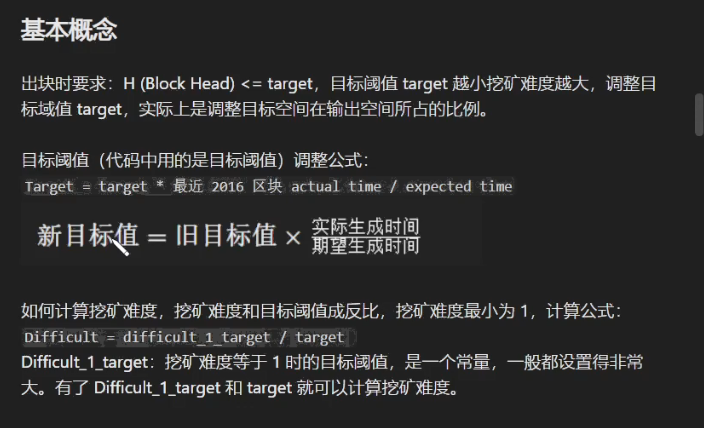 基本概念
出块时要求：H (Block Head) <= target，目标阈值 target 越小挖矿难度越大，调整目
标域值 target，实际上是调整目标空间在输出空间所占的比例。
目标阈值（代码中用的是目标阈值）调整公式：
Target = target * 最近 2016 区块 actual time / expected time
新目标值 = 旧目标值 × 实际生成时间 / 期望生成时间
如何计算挖矿难度，挖矿难度和目标阈值成反比，挖矿难度最小为 1，计算公式：
Difficult = difficult_1_target / target
Difficult_1_target：挖矿难度等于 1 时的目标阈值，是一个常量，一般都设置得非常
大。有了 Difficult_1_target 和 target 就可以计算挖矿难度。